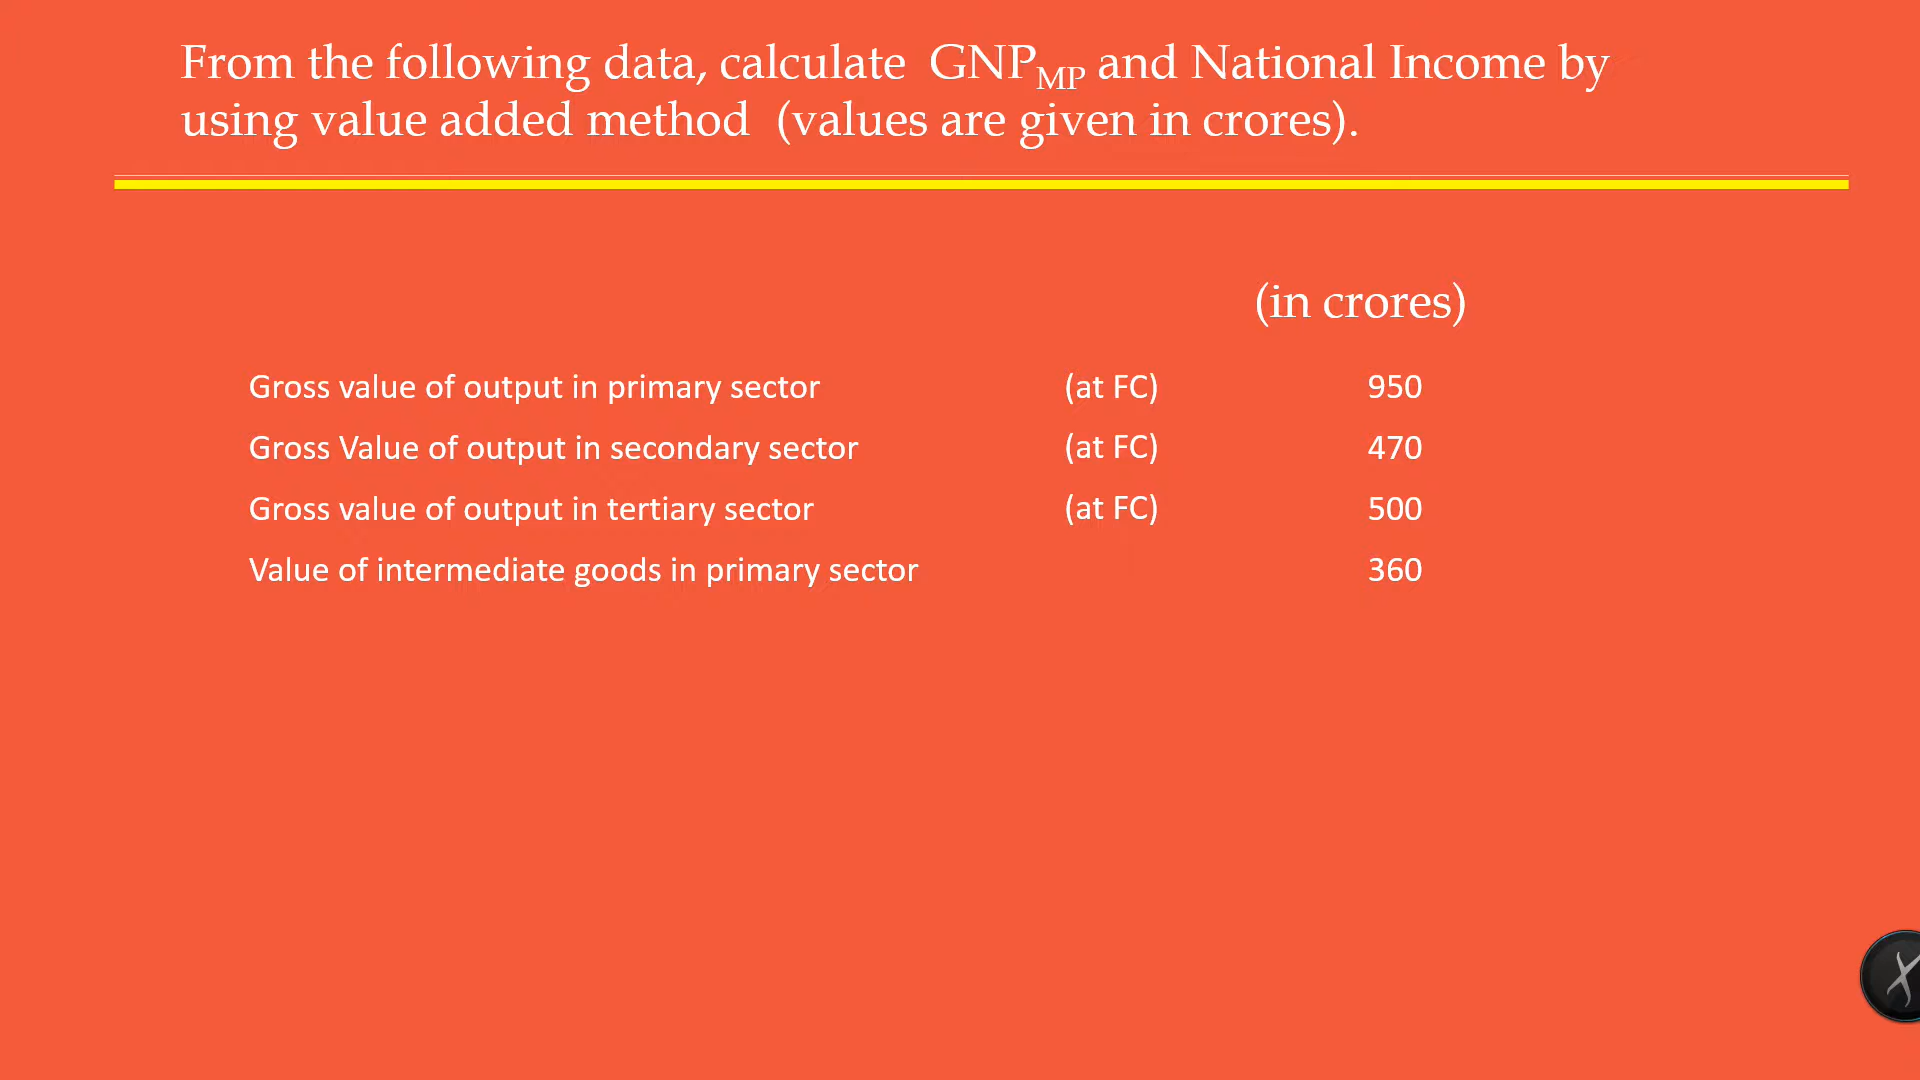 From the following data, calculate GNPMP and National Income by
using value added method (values are given in crores).
(in crores)
Gross value of output in primary sector (at FC) 950
Gross Value of output in secondary sector (at FC) 470
Gross value of output in tertiary sector (at FC) 500
Value of intermediate goods in primary sector 360